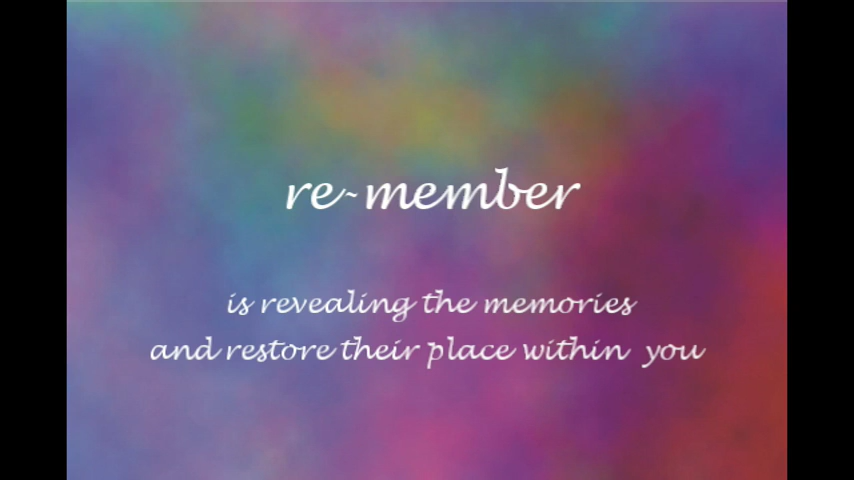 re-member
is revealing the memories
and restore their place within you